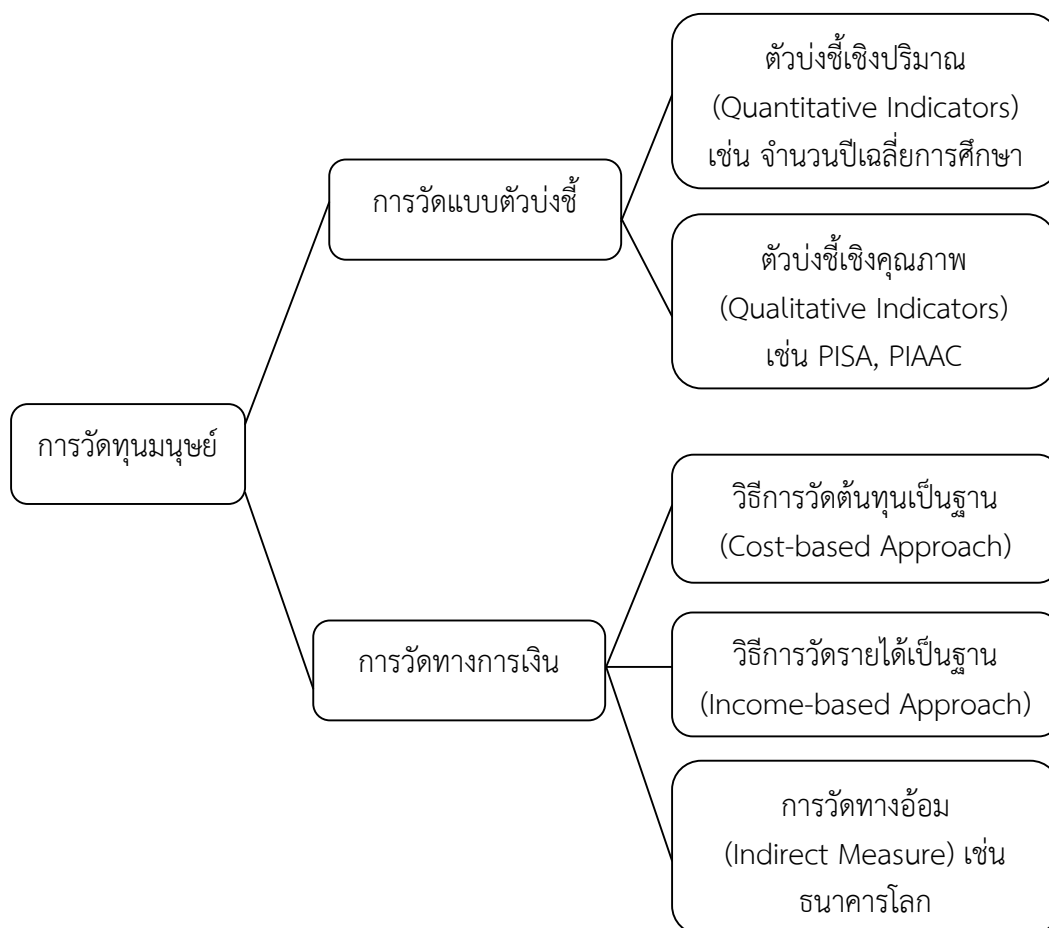 ตัวบ่งชี้เชิงปริมาณ
(Quantitative Indicators)
เช่น จำนวนปีเฉลี่ยการศึกษา
การวัดแบบตัวบ่งชี้
ตัวบ่งชี้เชิงคุณภาพ
(Qualitative Indicators)
เช่น PISA, PIAAC
การวัดทุนมนุษย์
วิธีการวัดต้นทุนเป็นฐาน
(Cost-based Approach)
การวัดทางการเงิน
วิธีการวัดรายได้เป็นฐาน
(Income-based Approach)
การวัดทางอ้อม
(Indirect Measure) เช่น
ธนาคารโลก